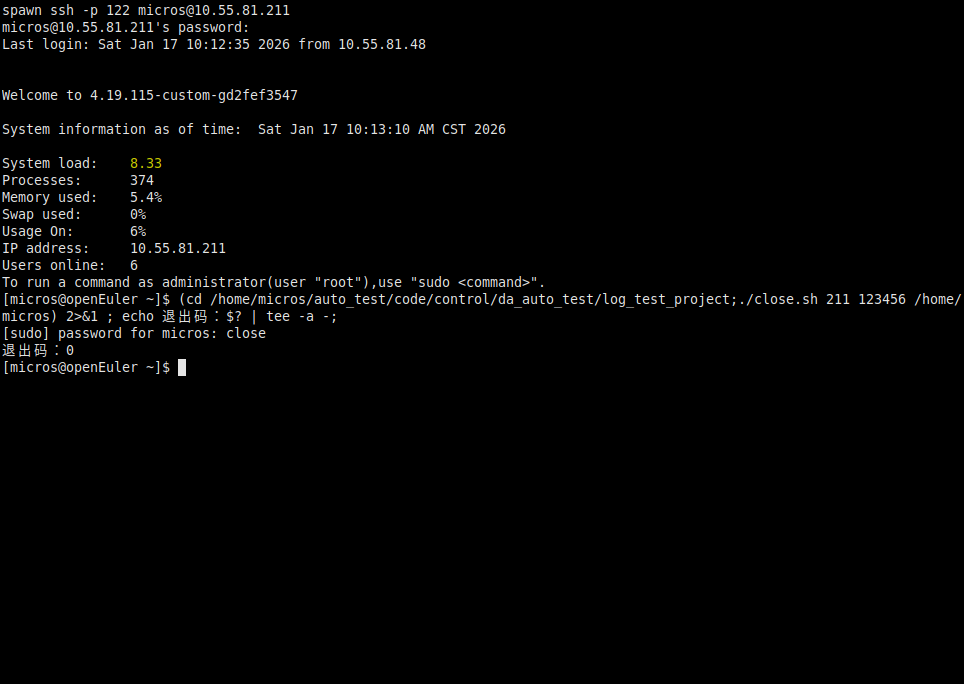 spawn ssh -p 122 micros@10.55.81.211
micros@10.55.81.211's password:
Last login: Sat Jan 17 10:12:35 2026 from 10.55.81.48
Welcome to 4.19.115-custom-gd2fef3547
System information as of time:  Sat Jan 17 10:13:10 AM CST 2026
System load:    8.33
Processes:      374
Memory used:    5.4%
Swap used:      0%
Usage On:       6%
IP address:     10.55.81.211
Users online:   6
To run a command as administrator(user "root"),use "sudo <command>".
[micros@openEuler ~]$ (cd /home/micros/auto_test/code/control/da_auto_test/log_test_project;./close.sh 211 123456 /home/
micros) 2>&1 ; echo 退出码：$? | tee -a -;
[sudo] password for micros: close
退出码：0
[micros@openEuler ~]$